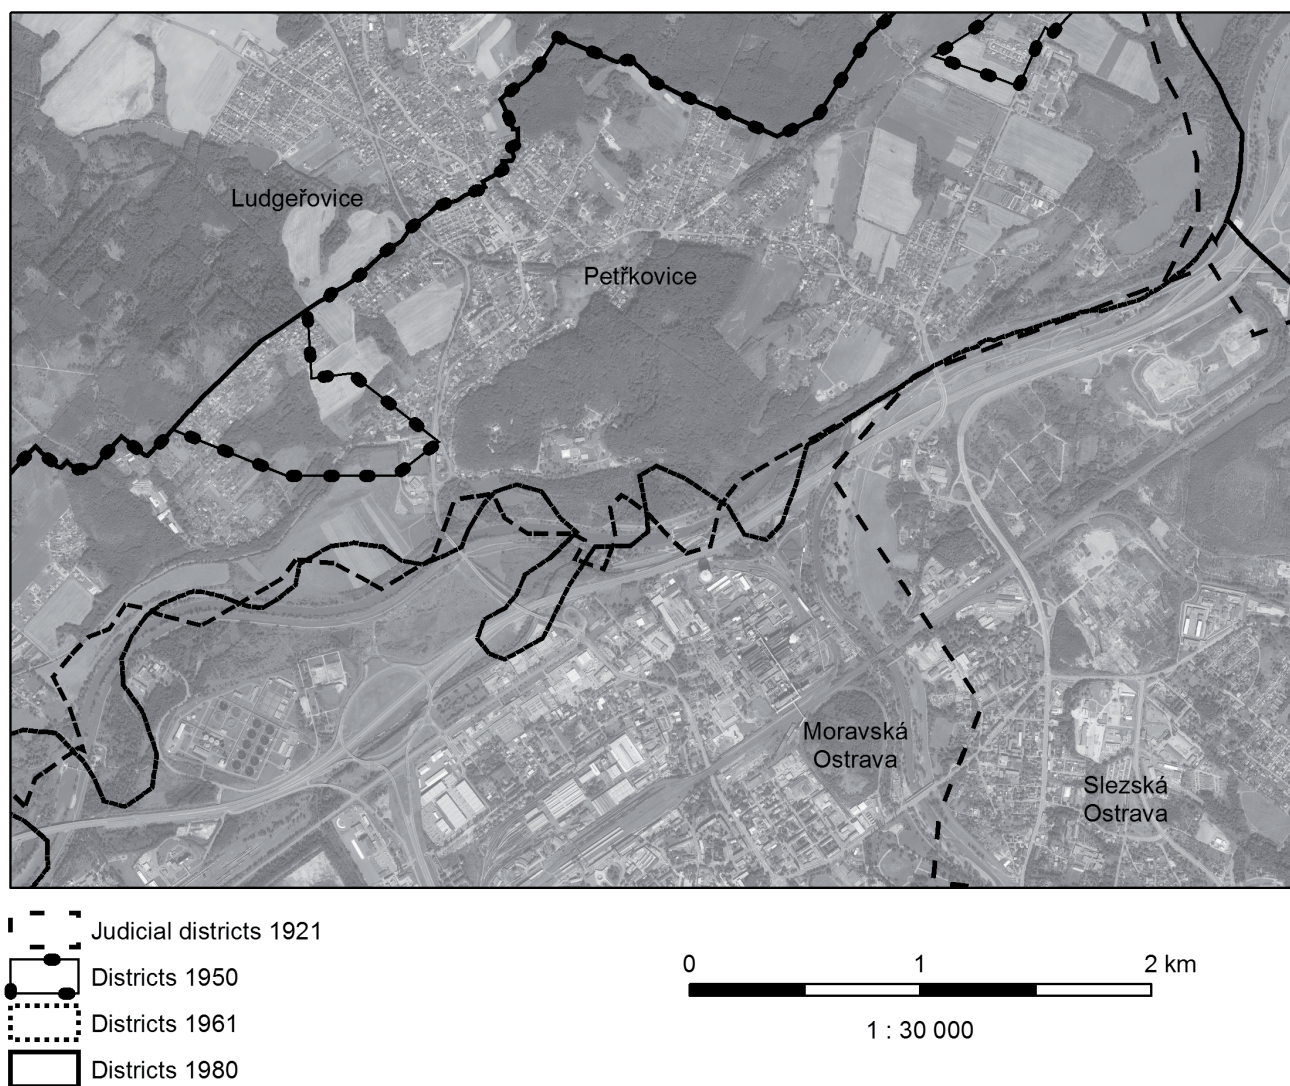 Ludgeřovice
Petřkovice
Moravská
Ostrava
Slezská
Ostrava
Judicial districts 1921
Districts 1950
Districts 1961
Districts 1980
0 1 2 km
1 : 30 000